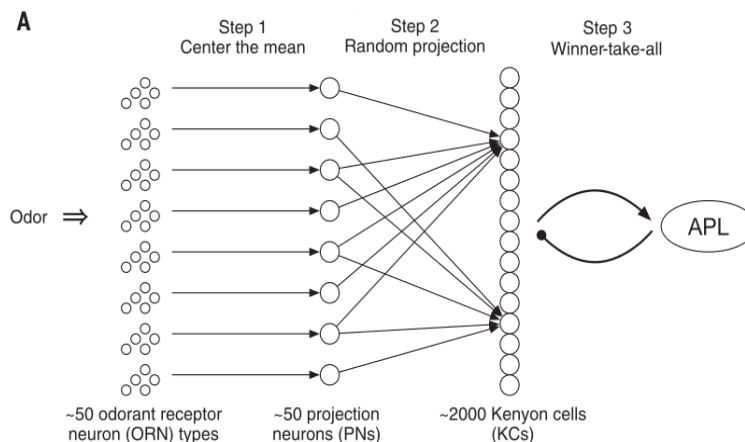 A
Step 1
Center the mean
Step 2
Random projection
Step 3
Winner-take-all
Odor ⇒
APL
~50 odorant receptor
neuron (ORN) types
~50 projection
neurons (PNs)
~2000 Kenyon cells
(KCs)